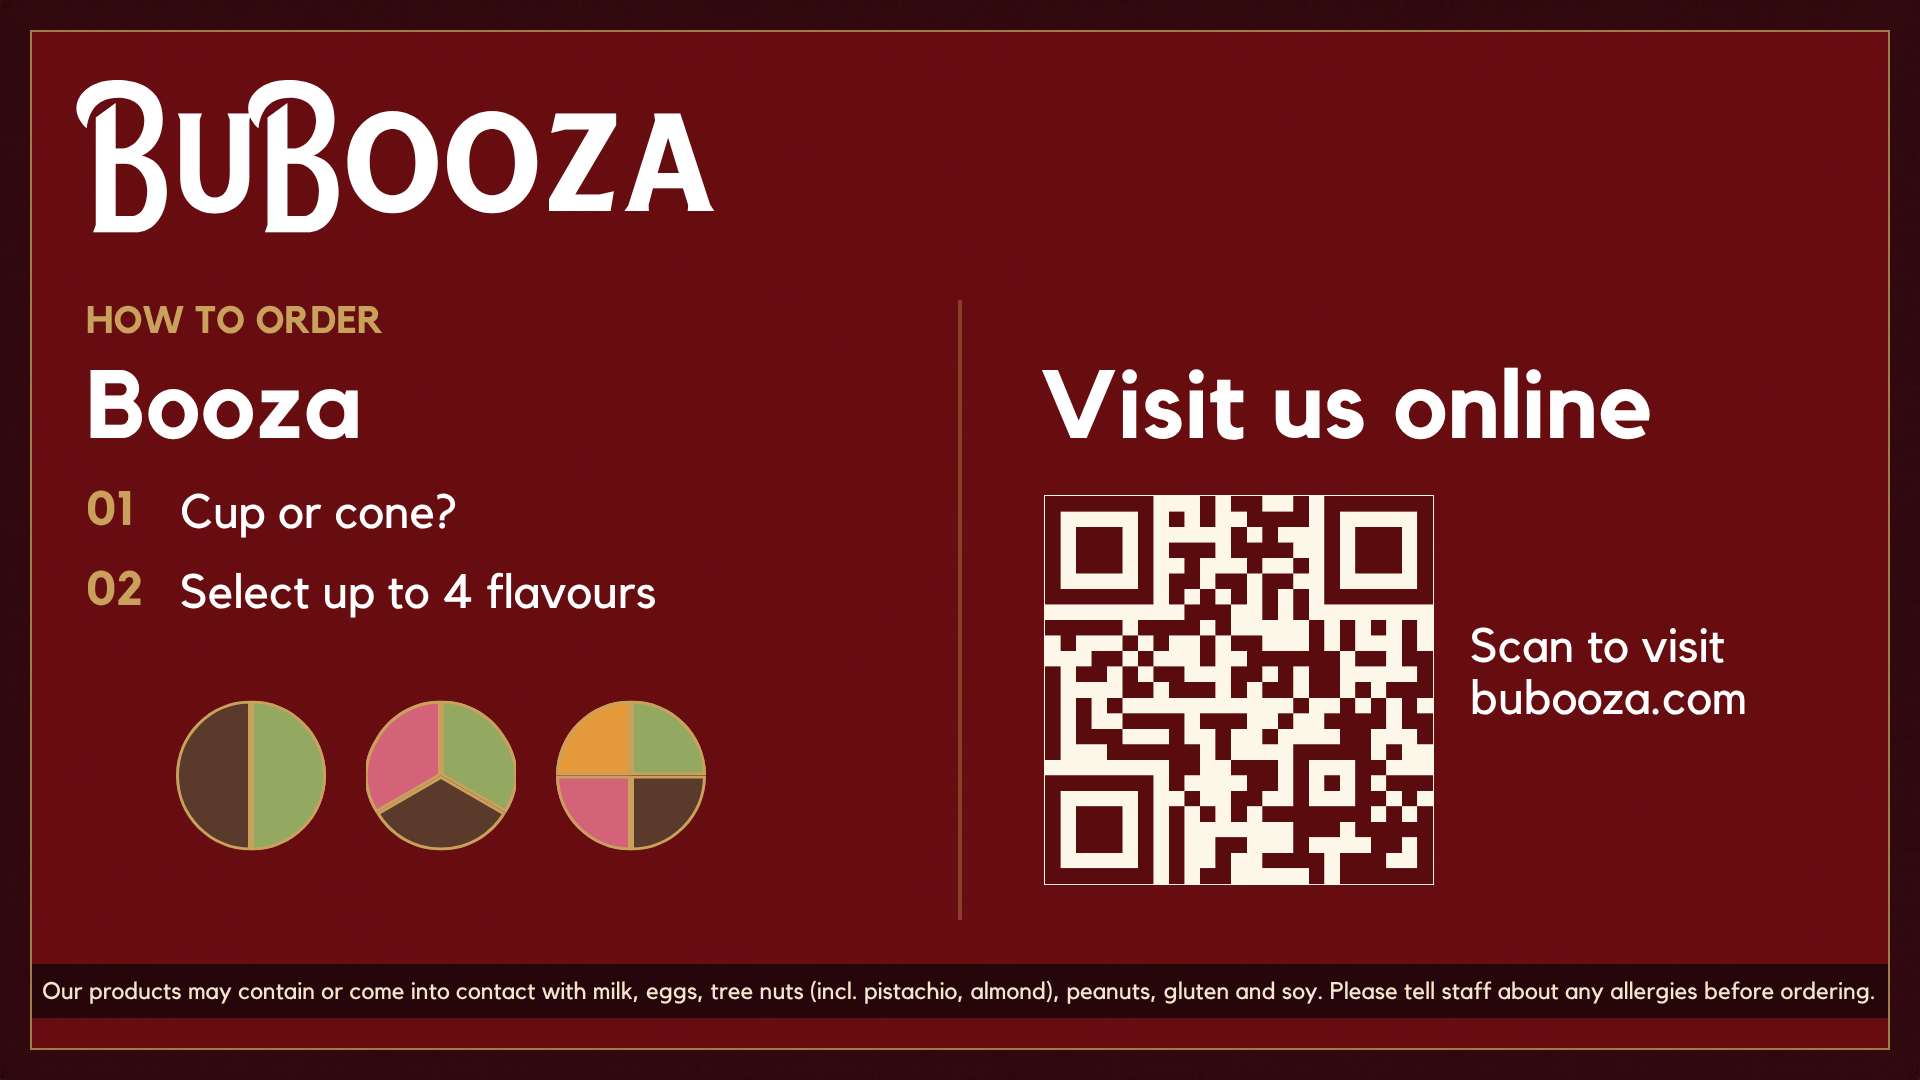 BUBOOZA
HOW TO ORDER
Booza
01 Cup or cone?
02 Select up to 4 flavours
Visit us online
Scan to visit
bubooza.com
Our products may contain or come into contact with milk, eggs, tree nuts (incl. pistachio, almond), peanuts, gluten and soy. Please tell staff about any allergies before ordering.